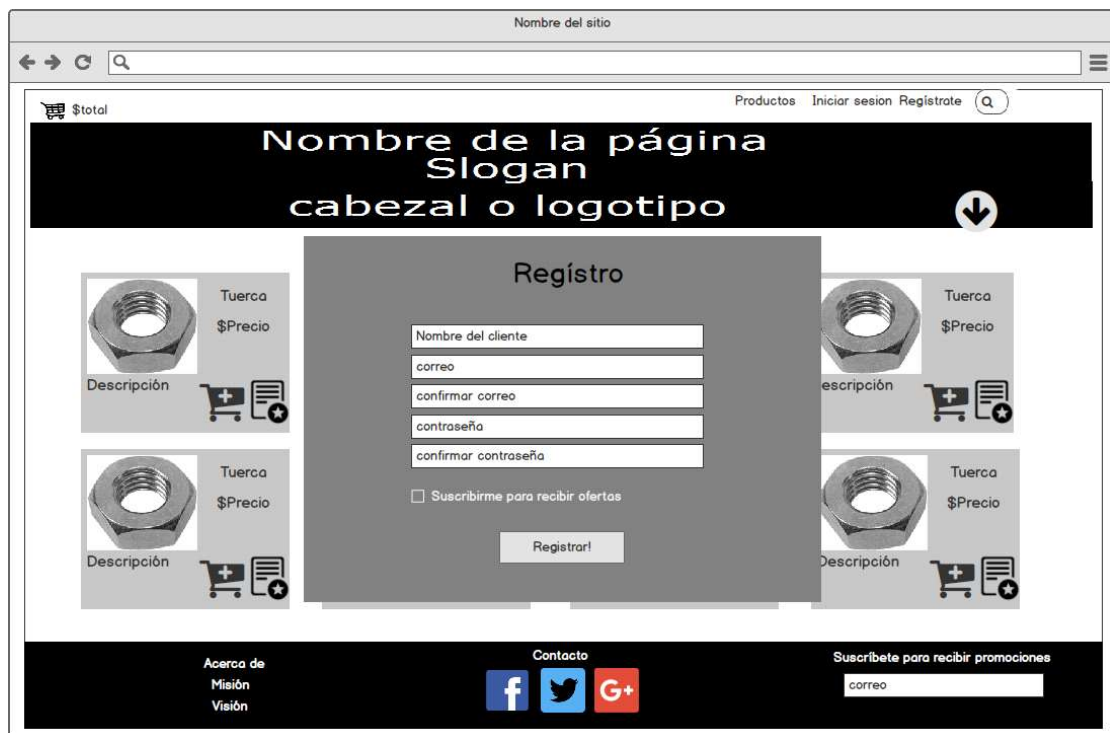 Nombre del sitio
$total
Productos Iniciar sesion Regístrate
Nombre de la página
Slogan
cabezal o logotipo
Regístro
Nombre del cliente
correo
confirmar correo
contraseña
confirmar contraseña
Suscribirme para recibir ofertas
Registrar!
Tuerca
$Precio
Descripción
Tuerca
$Precio
escripción
Tuerca
$Precio
Descripción
Tuerca
$Precio
Descripción
Acerca de
Misión
Visión
Contacto
f
G+
Suscríbete para recibir promociones
correo